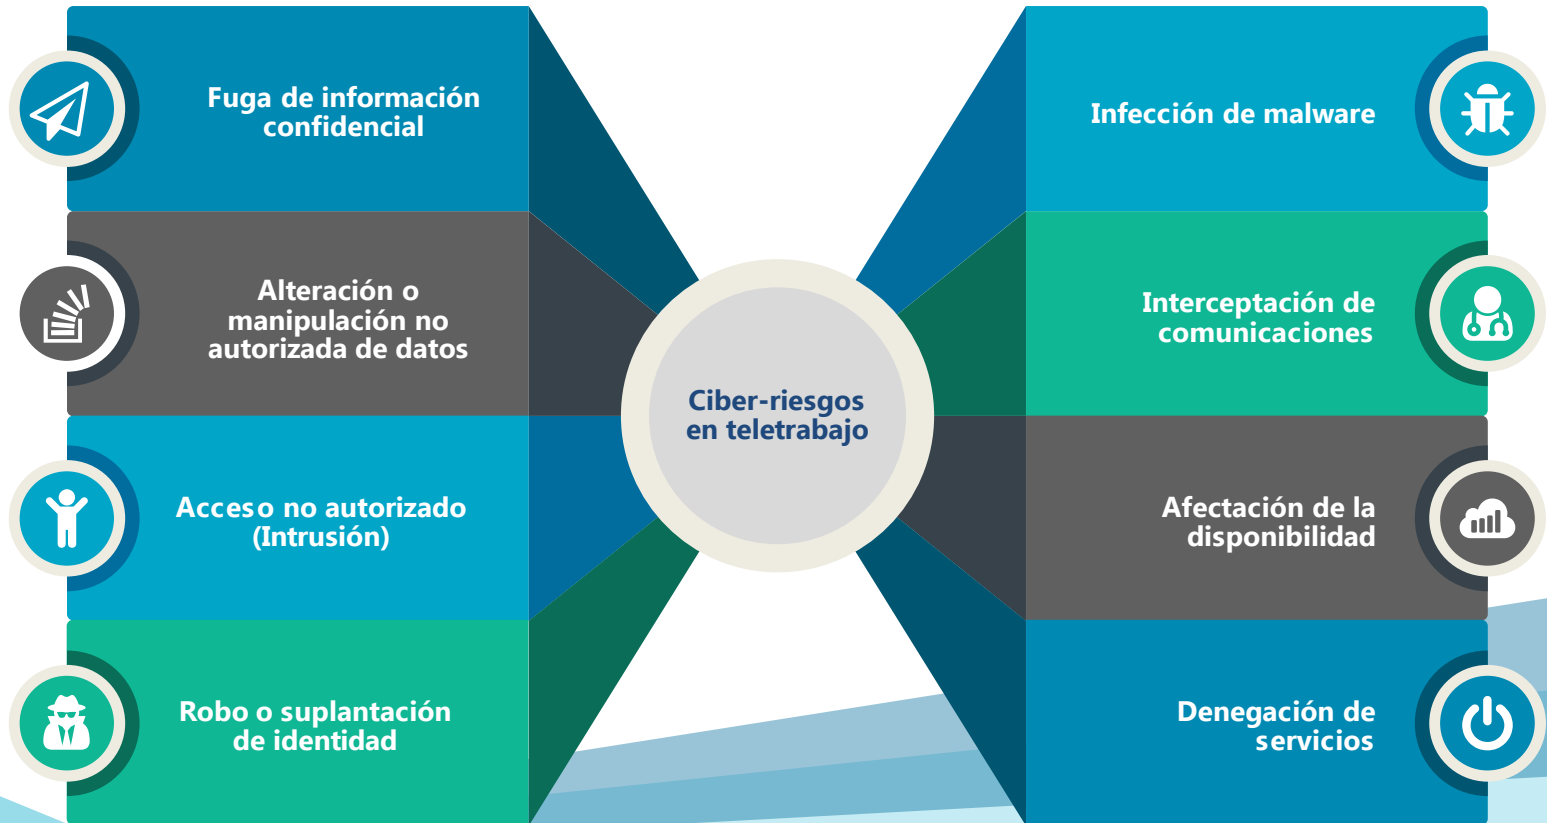 Fuga de información
confidencial
Alteración o
manipulación no
autorizada de datos
Acceso no autorizado
(Intrusión)
Robo o suplantación
de identidad
Ciber-riesgos
en teletrabajo
Infección de malware
Interceptación de
comunicaciones
Afectación de la
disponibilidad
Denegación de
servicios